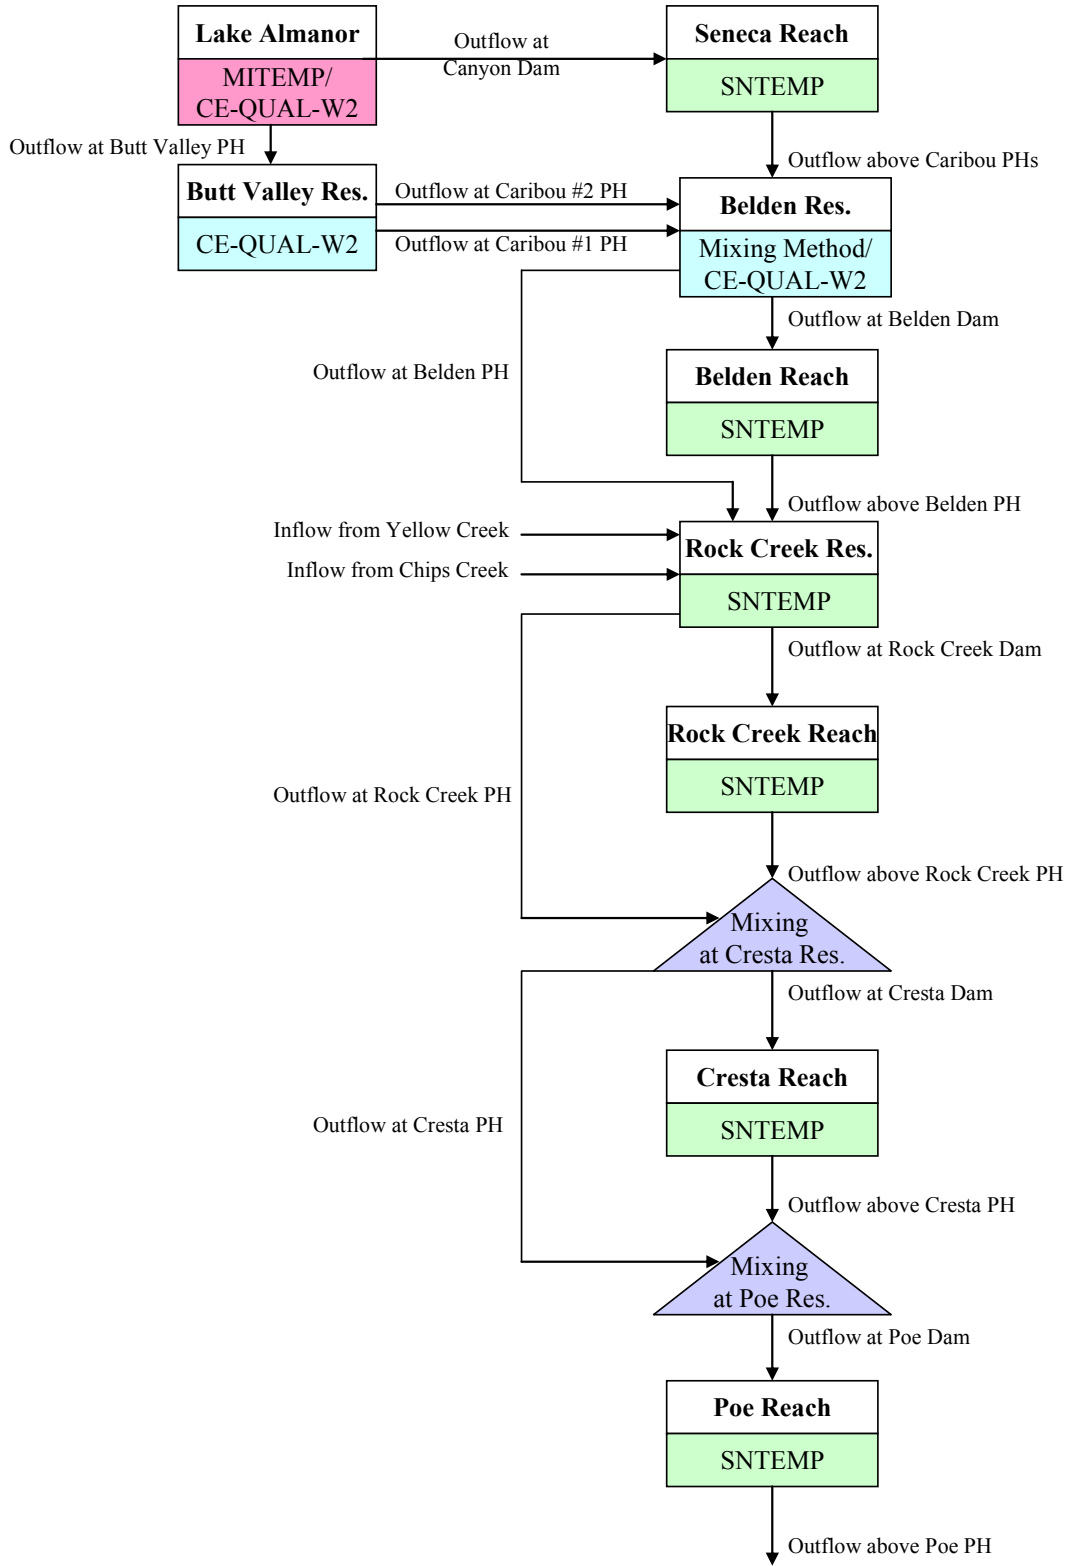 Lake Almanor
MITEMP/
CE-QUAL-W2
Outflow at
Canyon Dam
Seneca Reach
SNTEMP
Outflow at Butt Valley PH
Outflow above Caribou PHs
Butt Valley Res.
CE-QUAL-W2
Outflow at Caribou #2 PH
Outflow at Caribou #1 PH
Belden Res.
Mixing Method/
CE-QUAL-W2
Outflow at Belden Dam
Outflow at Belden PH
Belden Reach
SNTEMP
Outflow above Belden PH
Inflow from Yellow Creek
Inflow from Chips Creek
Rock Creek Res.
SNTEMP
Outflow at Rock Creek Dam
Rock Creek Reach
SNTEMP
Outflow at Rock Creek PH
Outflow above Rock Creek PH
Mixing
at Cresta Res.
Outflow at Cresta Dam
Cresta Reach
SNTEMP
Outflow at Cresta PH
Outflow above Cresta PH
Mixing
at Poe Res.
Outflow at Poe Dam
Poe Reach
SNTEMP
Outflow above Poe PH